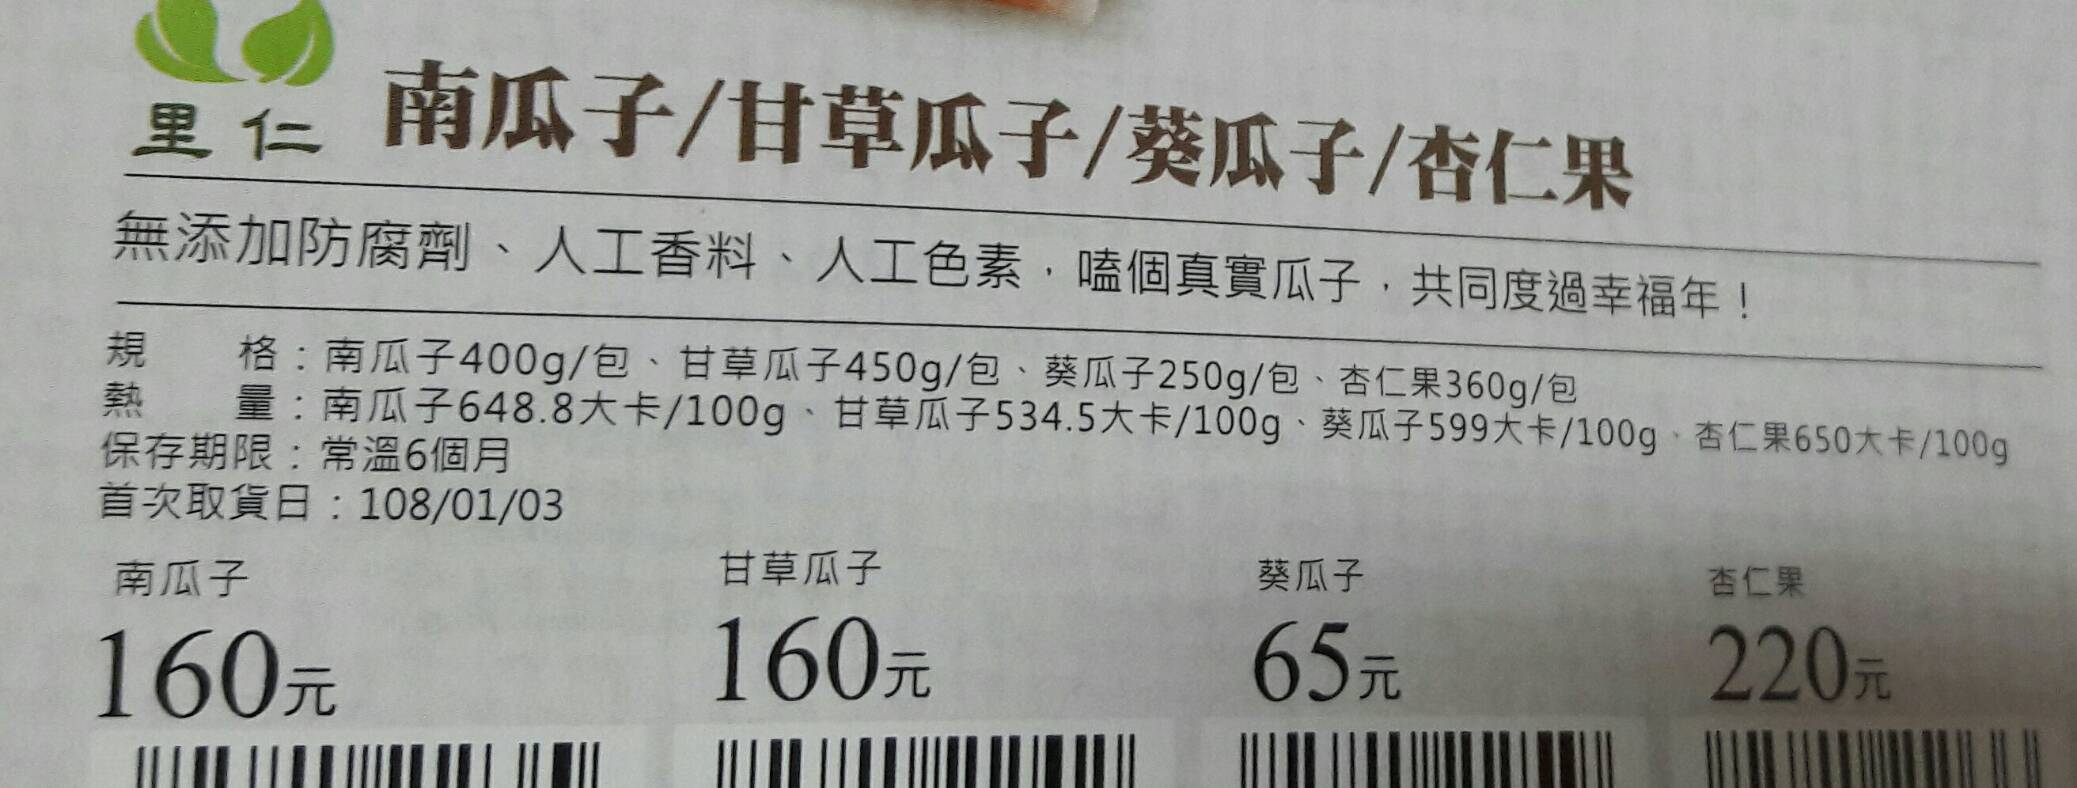 里仁
南瓜子/甘草瓜子/葵瓜子/杏仁果
無添加防腐劑、人工香料、人工色素，嗑個真實瓜子，共同度過幸福年！
規　　格：南瓜子400g/包、甘草瓜子450g/包、葵瓜子250g/包、杏仁果360g/包
熱　　量：南瓜子648.8大卡/100g、甘草瓜子534.5大卡/100g、葵瓜子599大卡/100g、杏仁果650大卡/100g
保存期限：常溫6個月
首次取貨日：108/01/03
南瓜子 甘草瓜子 葵瓜子 杏仁果
160元 160元 65元 220元